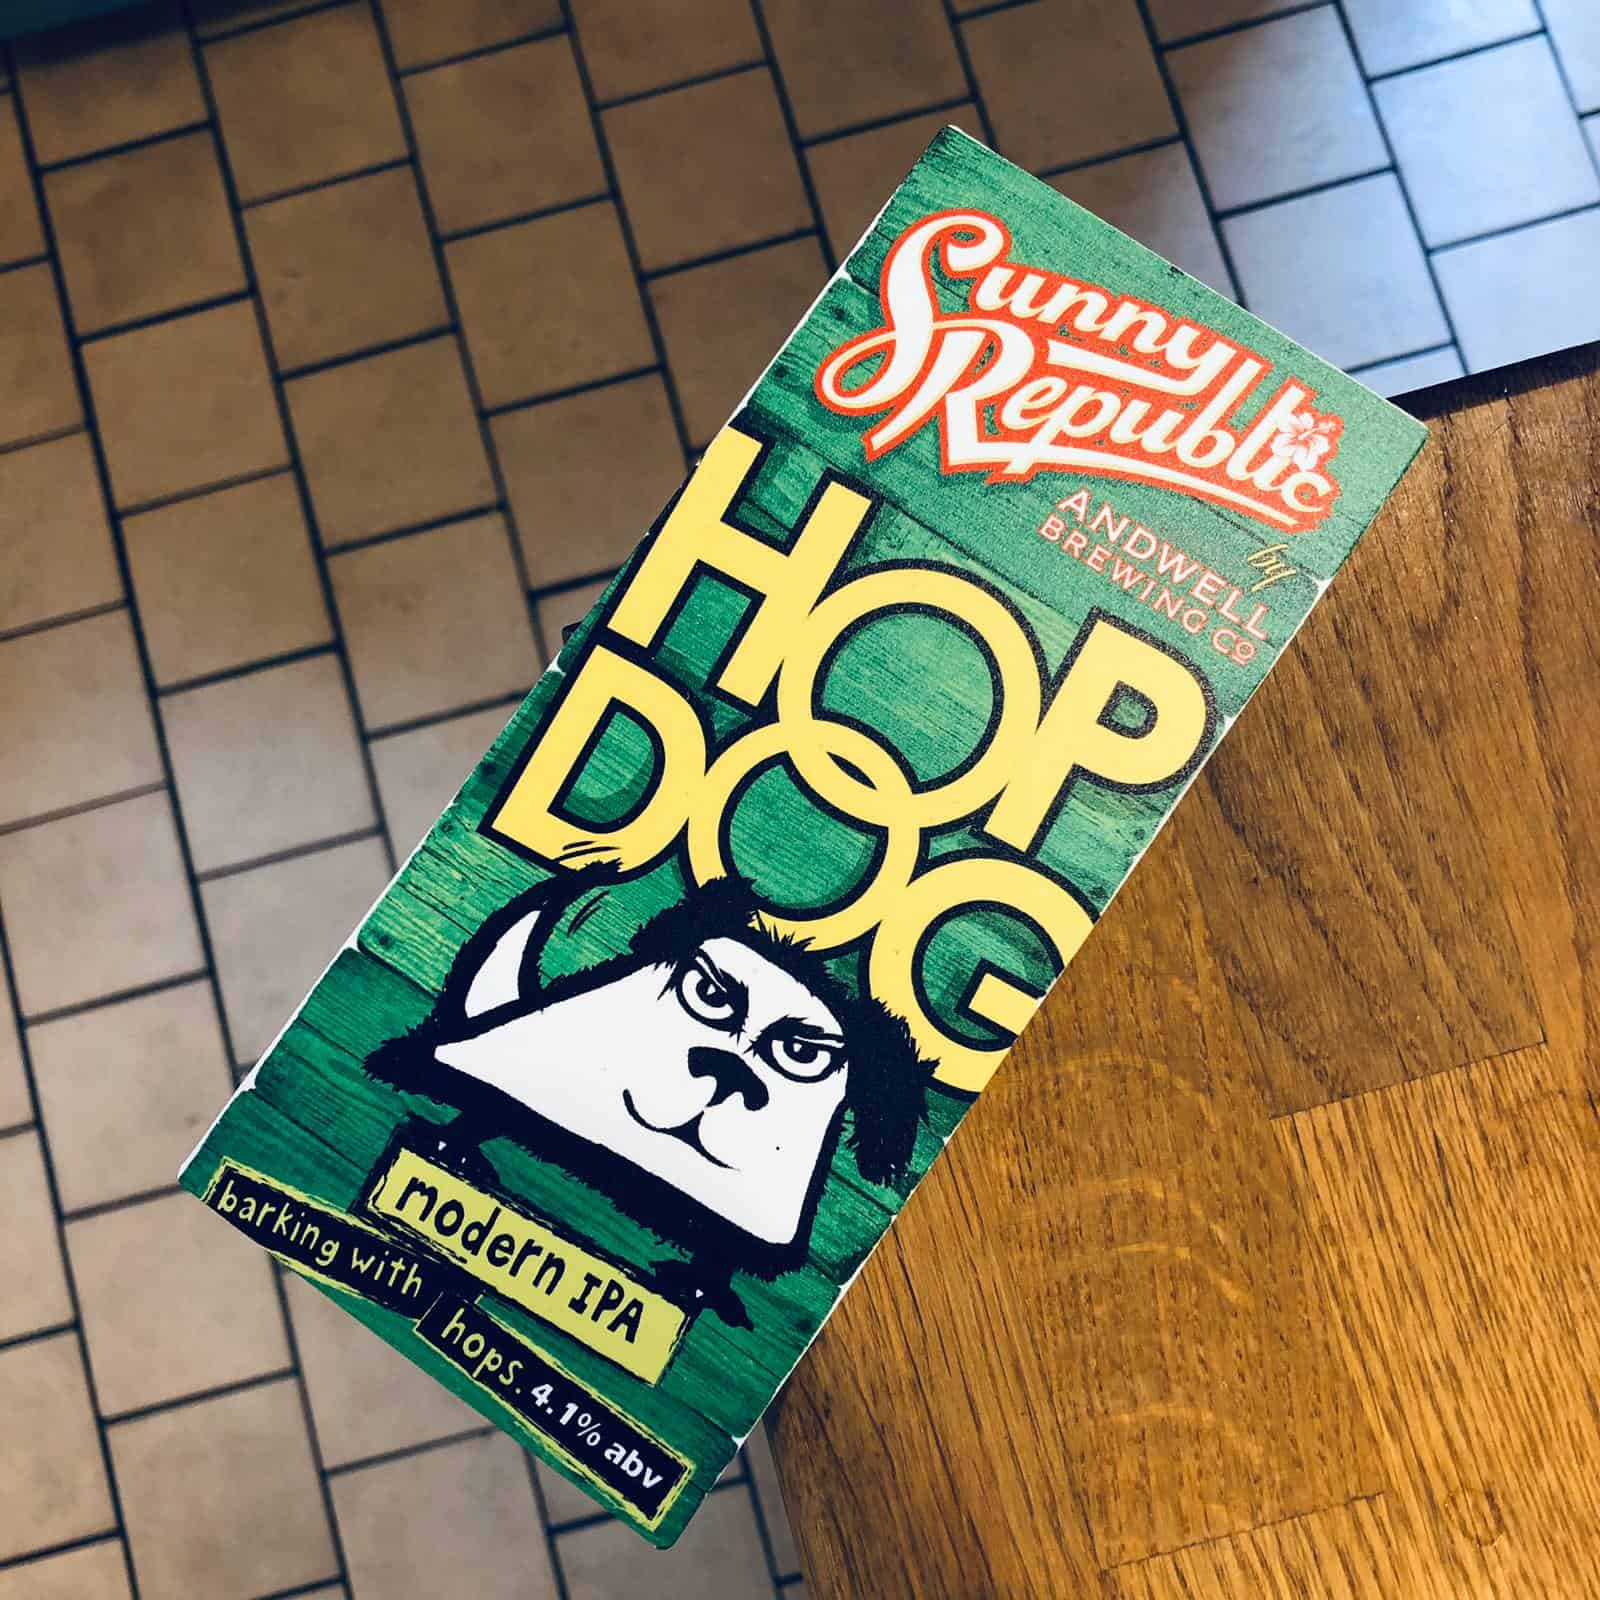 Sunny
Republic
by
ANDWELL
BREWING CO
HOP
DOG
modern IPA
barking with
hops. 4.1% abv